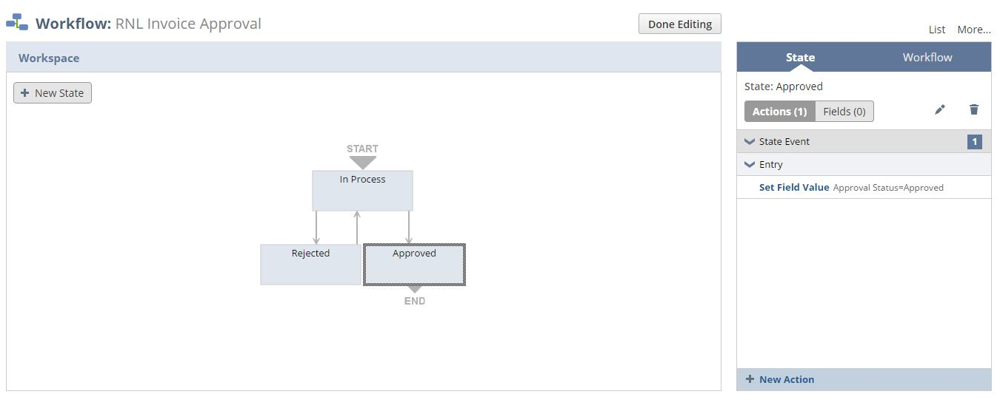 Workflow: RNL Invoice Approval
Done Editing
List More...
Workspace
State Workflow
New State
State: Approved
Actions (1) Fields (0)
State Event 1
Entry
Set Field Value Approval Status=Approved
START
In Process
Rejected Approved
END
New Action